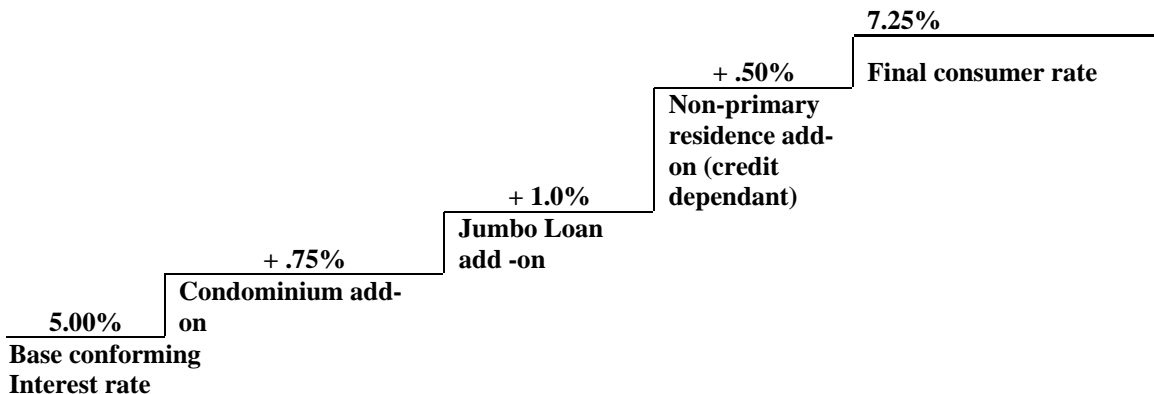 5.00%
Base conforming
Interest rate
+ .75%
Condominium add-
on
+ 1.0%
Jumbo Loan
add -on
+ .50%
Non-primary
residence add-
on (credit
dependant)
7.25%
Final consumer rate